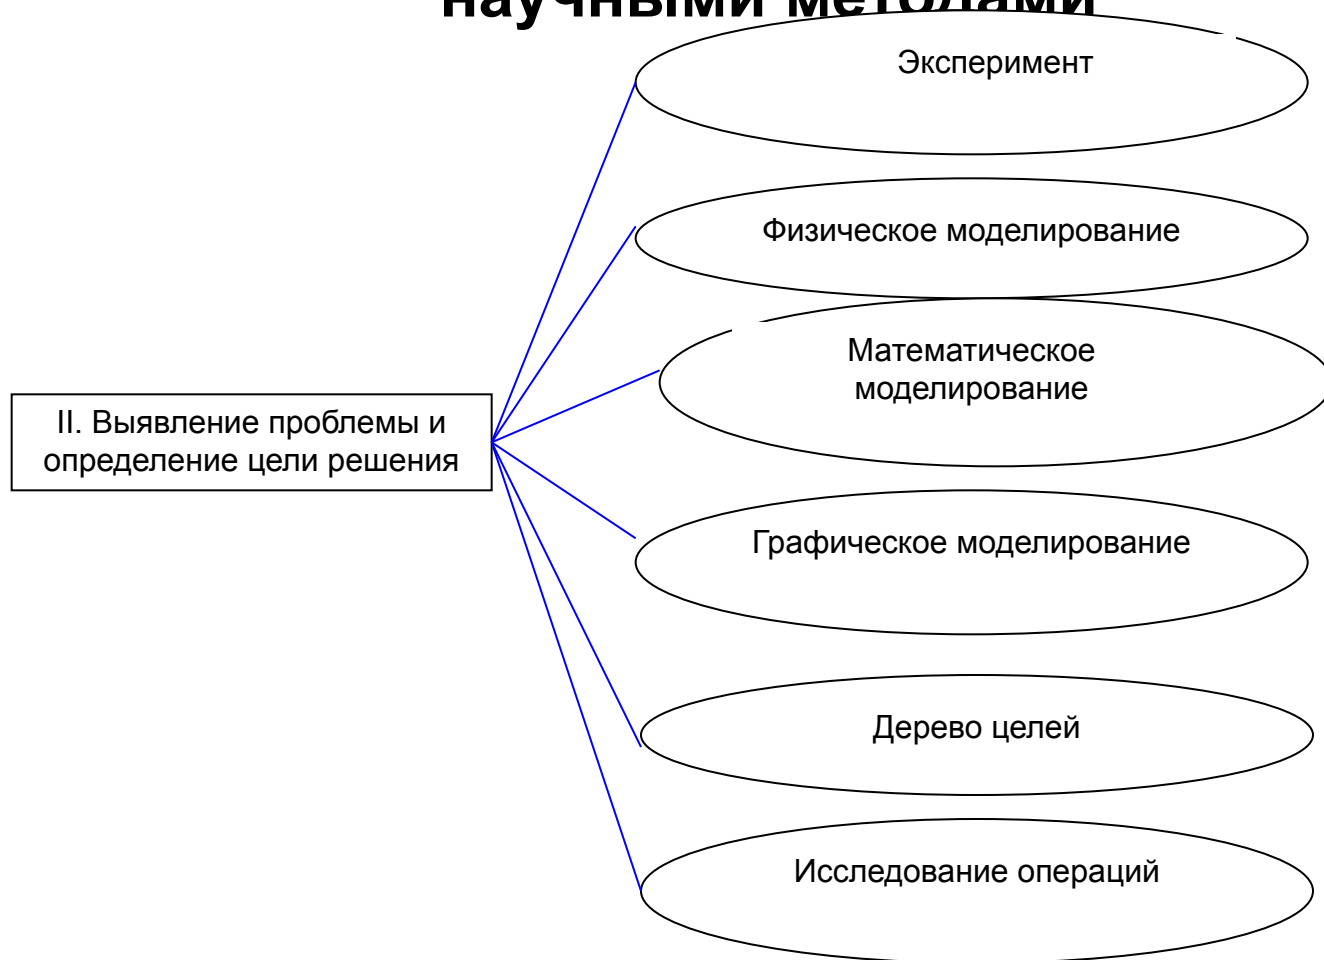 научными методами
Эксперимент
Физическое моделирование
Математическое
моделирование
II. Выявление проблемы и
определение цели решения
Графическое моделирование
Дерево целей
Исследование операций